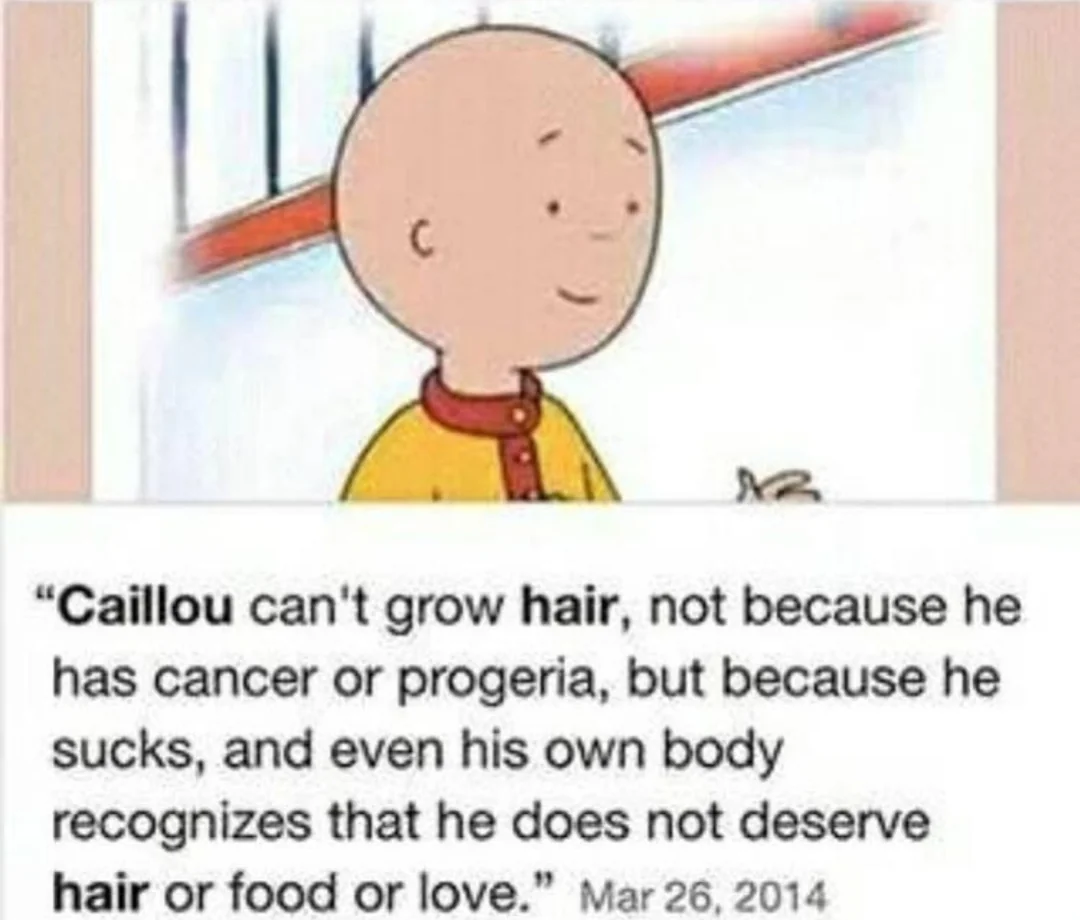 “Caillou can't grow hair, not because he
has cancer or progeria, but because he
sucks, and even his own body
recognizes that he does not deserve
hair or food or love.” Mar 26, 2014